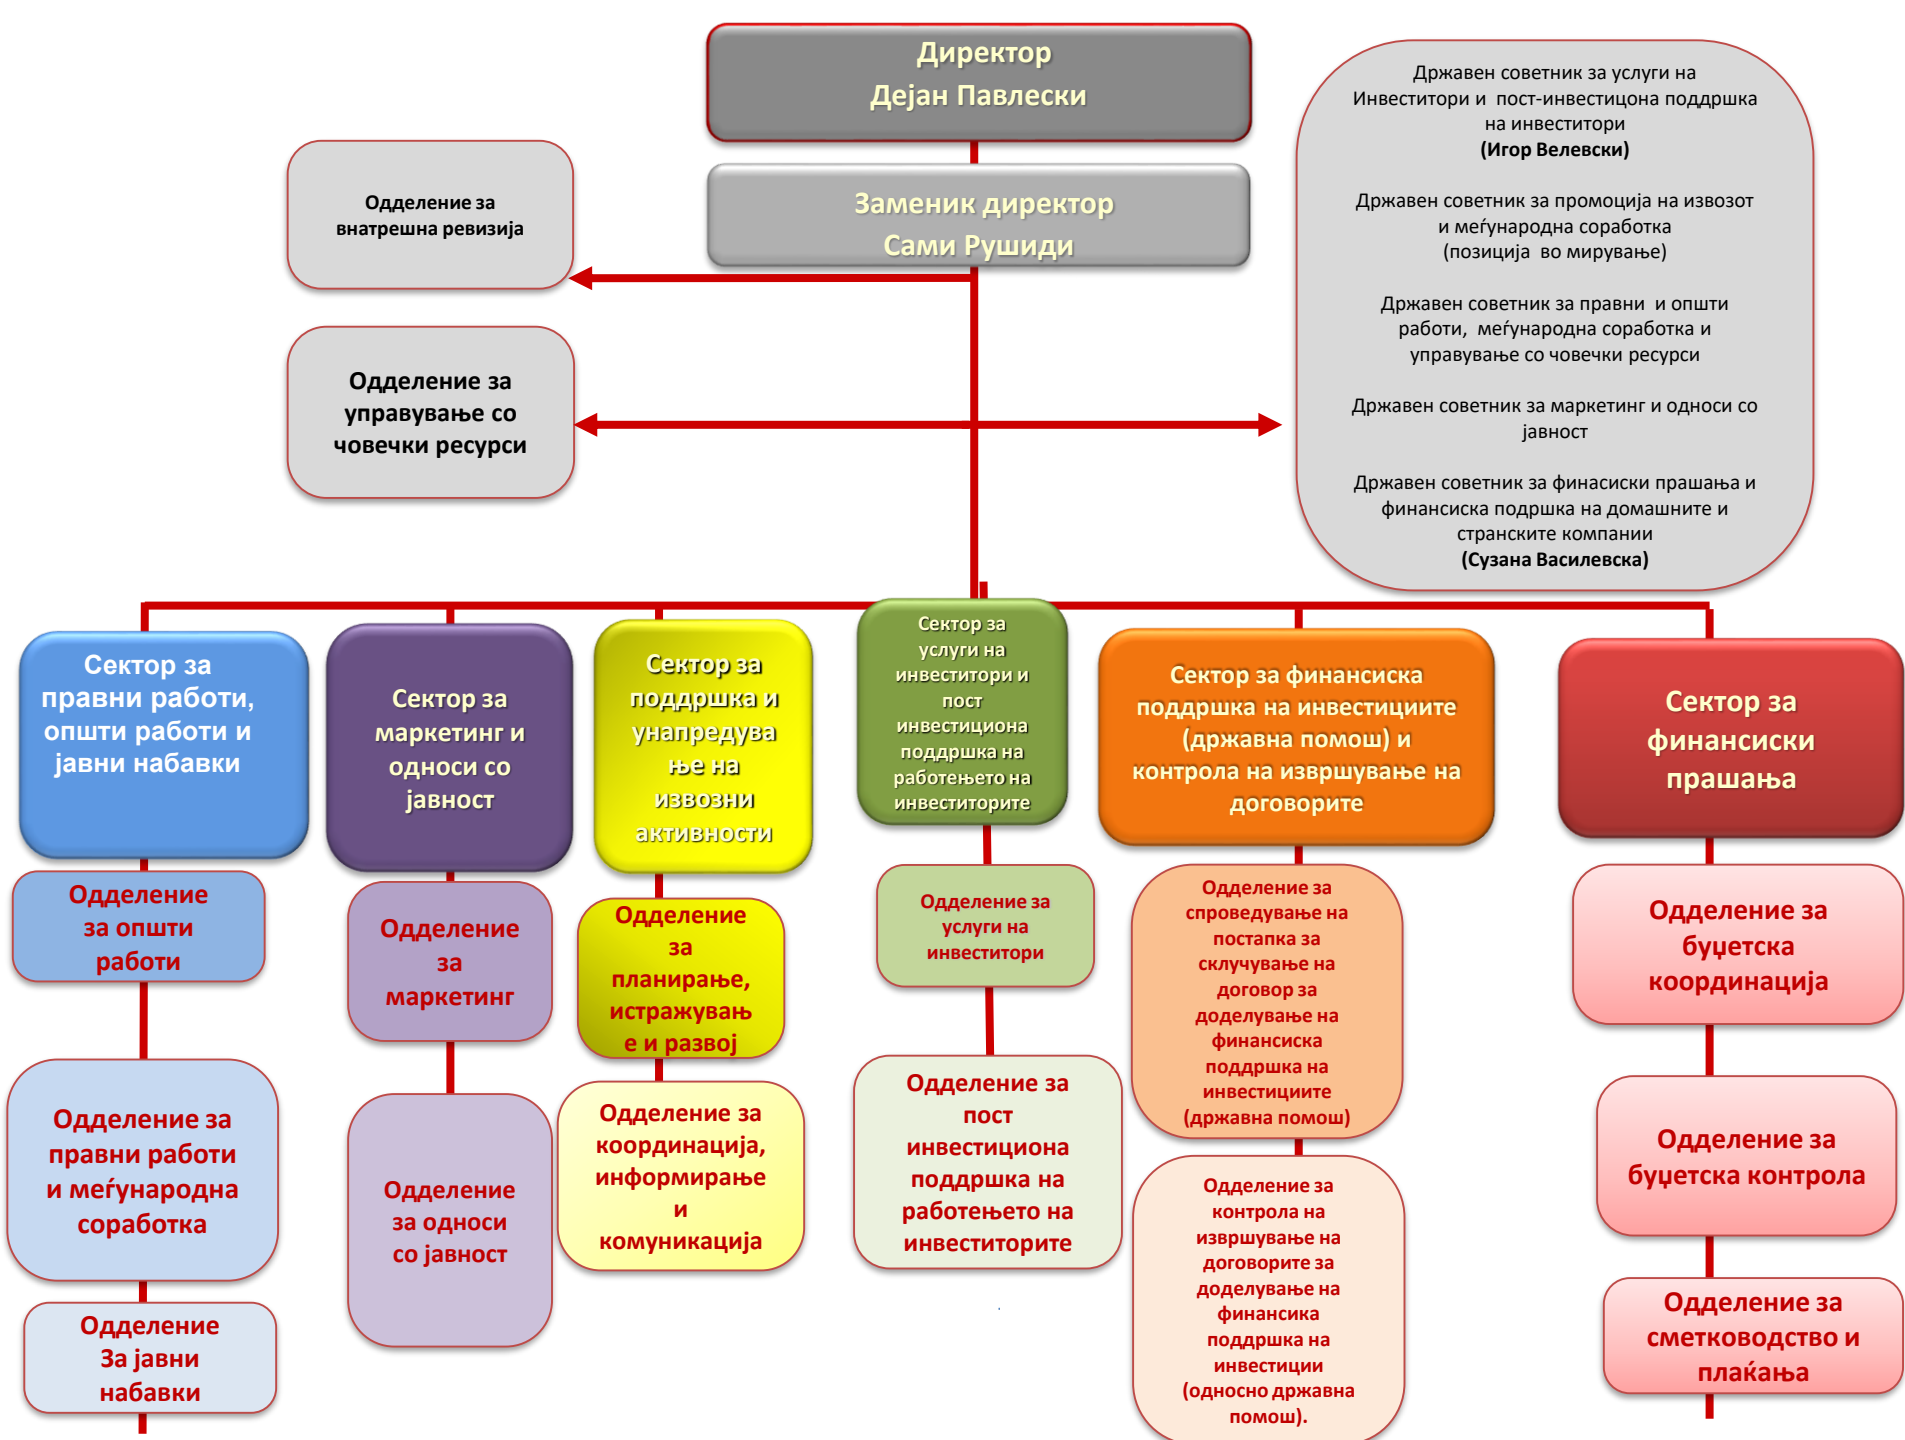 Директор
Дејан Павлески
Заменик директор
Сами Рушиди
Одделение за
внатрешна ревизија
Одделение за
управување со
човечки ресурси
Државен советник за услуги на
Инвеститори и пост-инвестицона поддршка
на инвеститори
(Игор Велевски)
Државен советник за промоција на извозот
и меѓународна соработка
(позиција во мирување)
Државен советник за правни и општи
работи, меѓународна соработка и
управување со човечки ресурси
Државен советник за маркетинг и односи со
јавност
Државен советник за финасиски прашања и
финансиска подршка на домашните и
странските компании
(Сузана Василевска)
Сектор за
правни работи,
општи работи и
јавни набавки
Одделение
за општи
работи
Одделение за
правни работи
и меѓународна
соработка
Одделение
За јавни
набавки
Сектор за
маркетинг и
односи со
јавност
Одделение
за
маркетинг
Одделение
за односи
со јавност
Сектор за
поддршка и
унапредува
ње на
извозни
активности
Одделение
за
планирање,
истражувањ
е и развој
Одделение за
координација,
информирање
и
комуникација
Сектор за
услуги на
инвеститори и
пост
инвестициона
поддршка на
работењето на
инвеститорите
Одделение за
услуги на
инвеститори
Одделение за
пост
инвестициона
поддршка на
работењето на
инвеститорите
Сектор за финансиска
поддршка на инвестициите
(државна помош) и
контрола на извршување на
договорите
Одделение за
спроведување на
постапка за
склучување на
договор за
доделување на
финансиска
поддршка на
инвестициите
(државна помош)
Одделение за
контрола на
извршување на
договорите за
доделување на
финансика
поддршка на
инвестиции
(односно државна
помош).
Сектор за
финансиски
прашања
Одделение за
буџетска
координација
Одделение за
буџетска контрола
Одделение за
сметководство и
плаќања